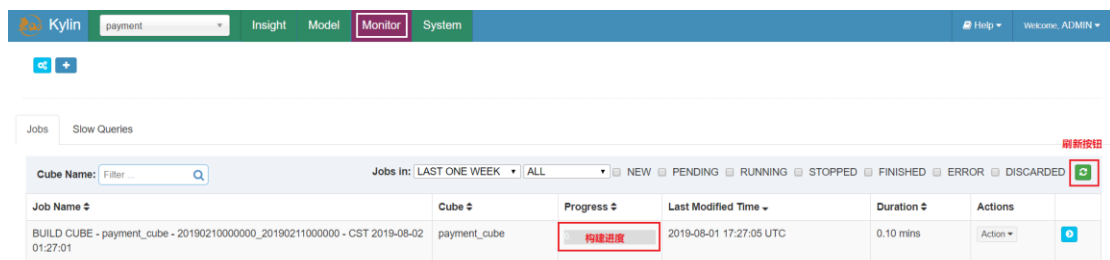 Kylin payment Insight Model Monitor System Help Welcome, ADMIN
Jobs Slow Queries
刷新按钮
Cube Name: Filter ... Jobs in: LAST ONE WEEK ALL NEW PENDING RUNNING STOPPED FINISHED ERROR DISCARDED
Job Name Cube Progress Last Modified Time Duration Actions
BUILD CUBE - payment_cube - 20190210000000_20190211000000 - CST 2019-08-02 payment_cube 构建进度 2019-08-01 17:27:05 UTC 0.10 mins Action
01:27:01